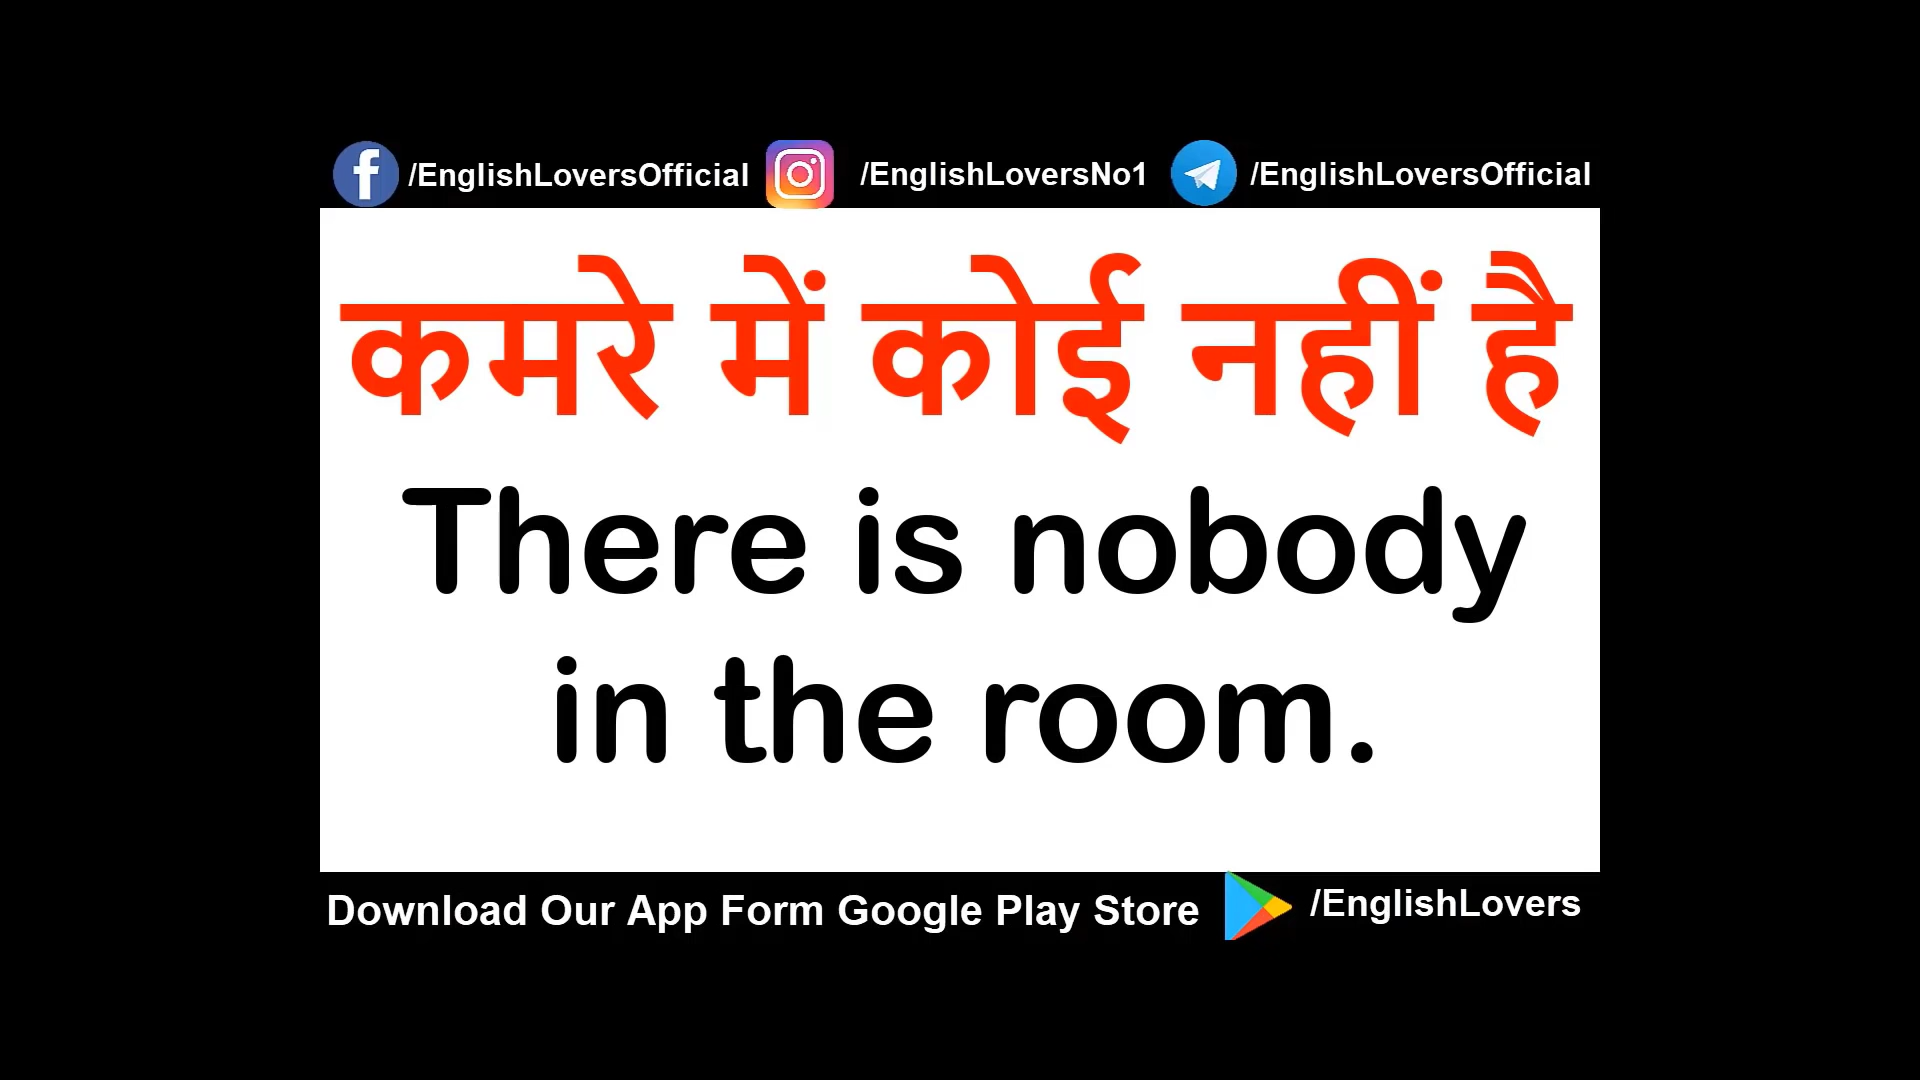 /EnglishLoversOfficial /EnglishLoversNo1 /EnglishLoversOfficial
कमरे में कोई नहीं है
There is nobody
in the room.
Download Our App Form Google Play Store /EnglishLovers